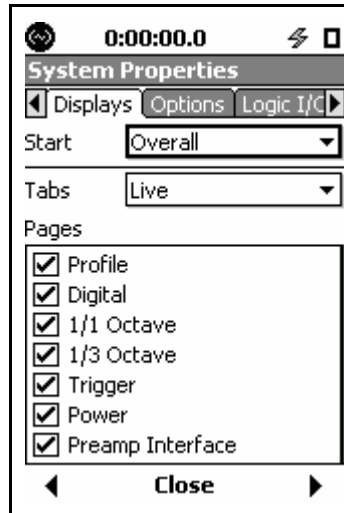 0:00:00.0
System Properties
Displays Options Logic I/O
Start Overall
Tabs Live
Pages
Profile
Digital
1/1 Octave
1/3 Octave
Trigger
Power
Preamp Interface
Close